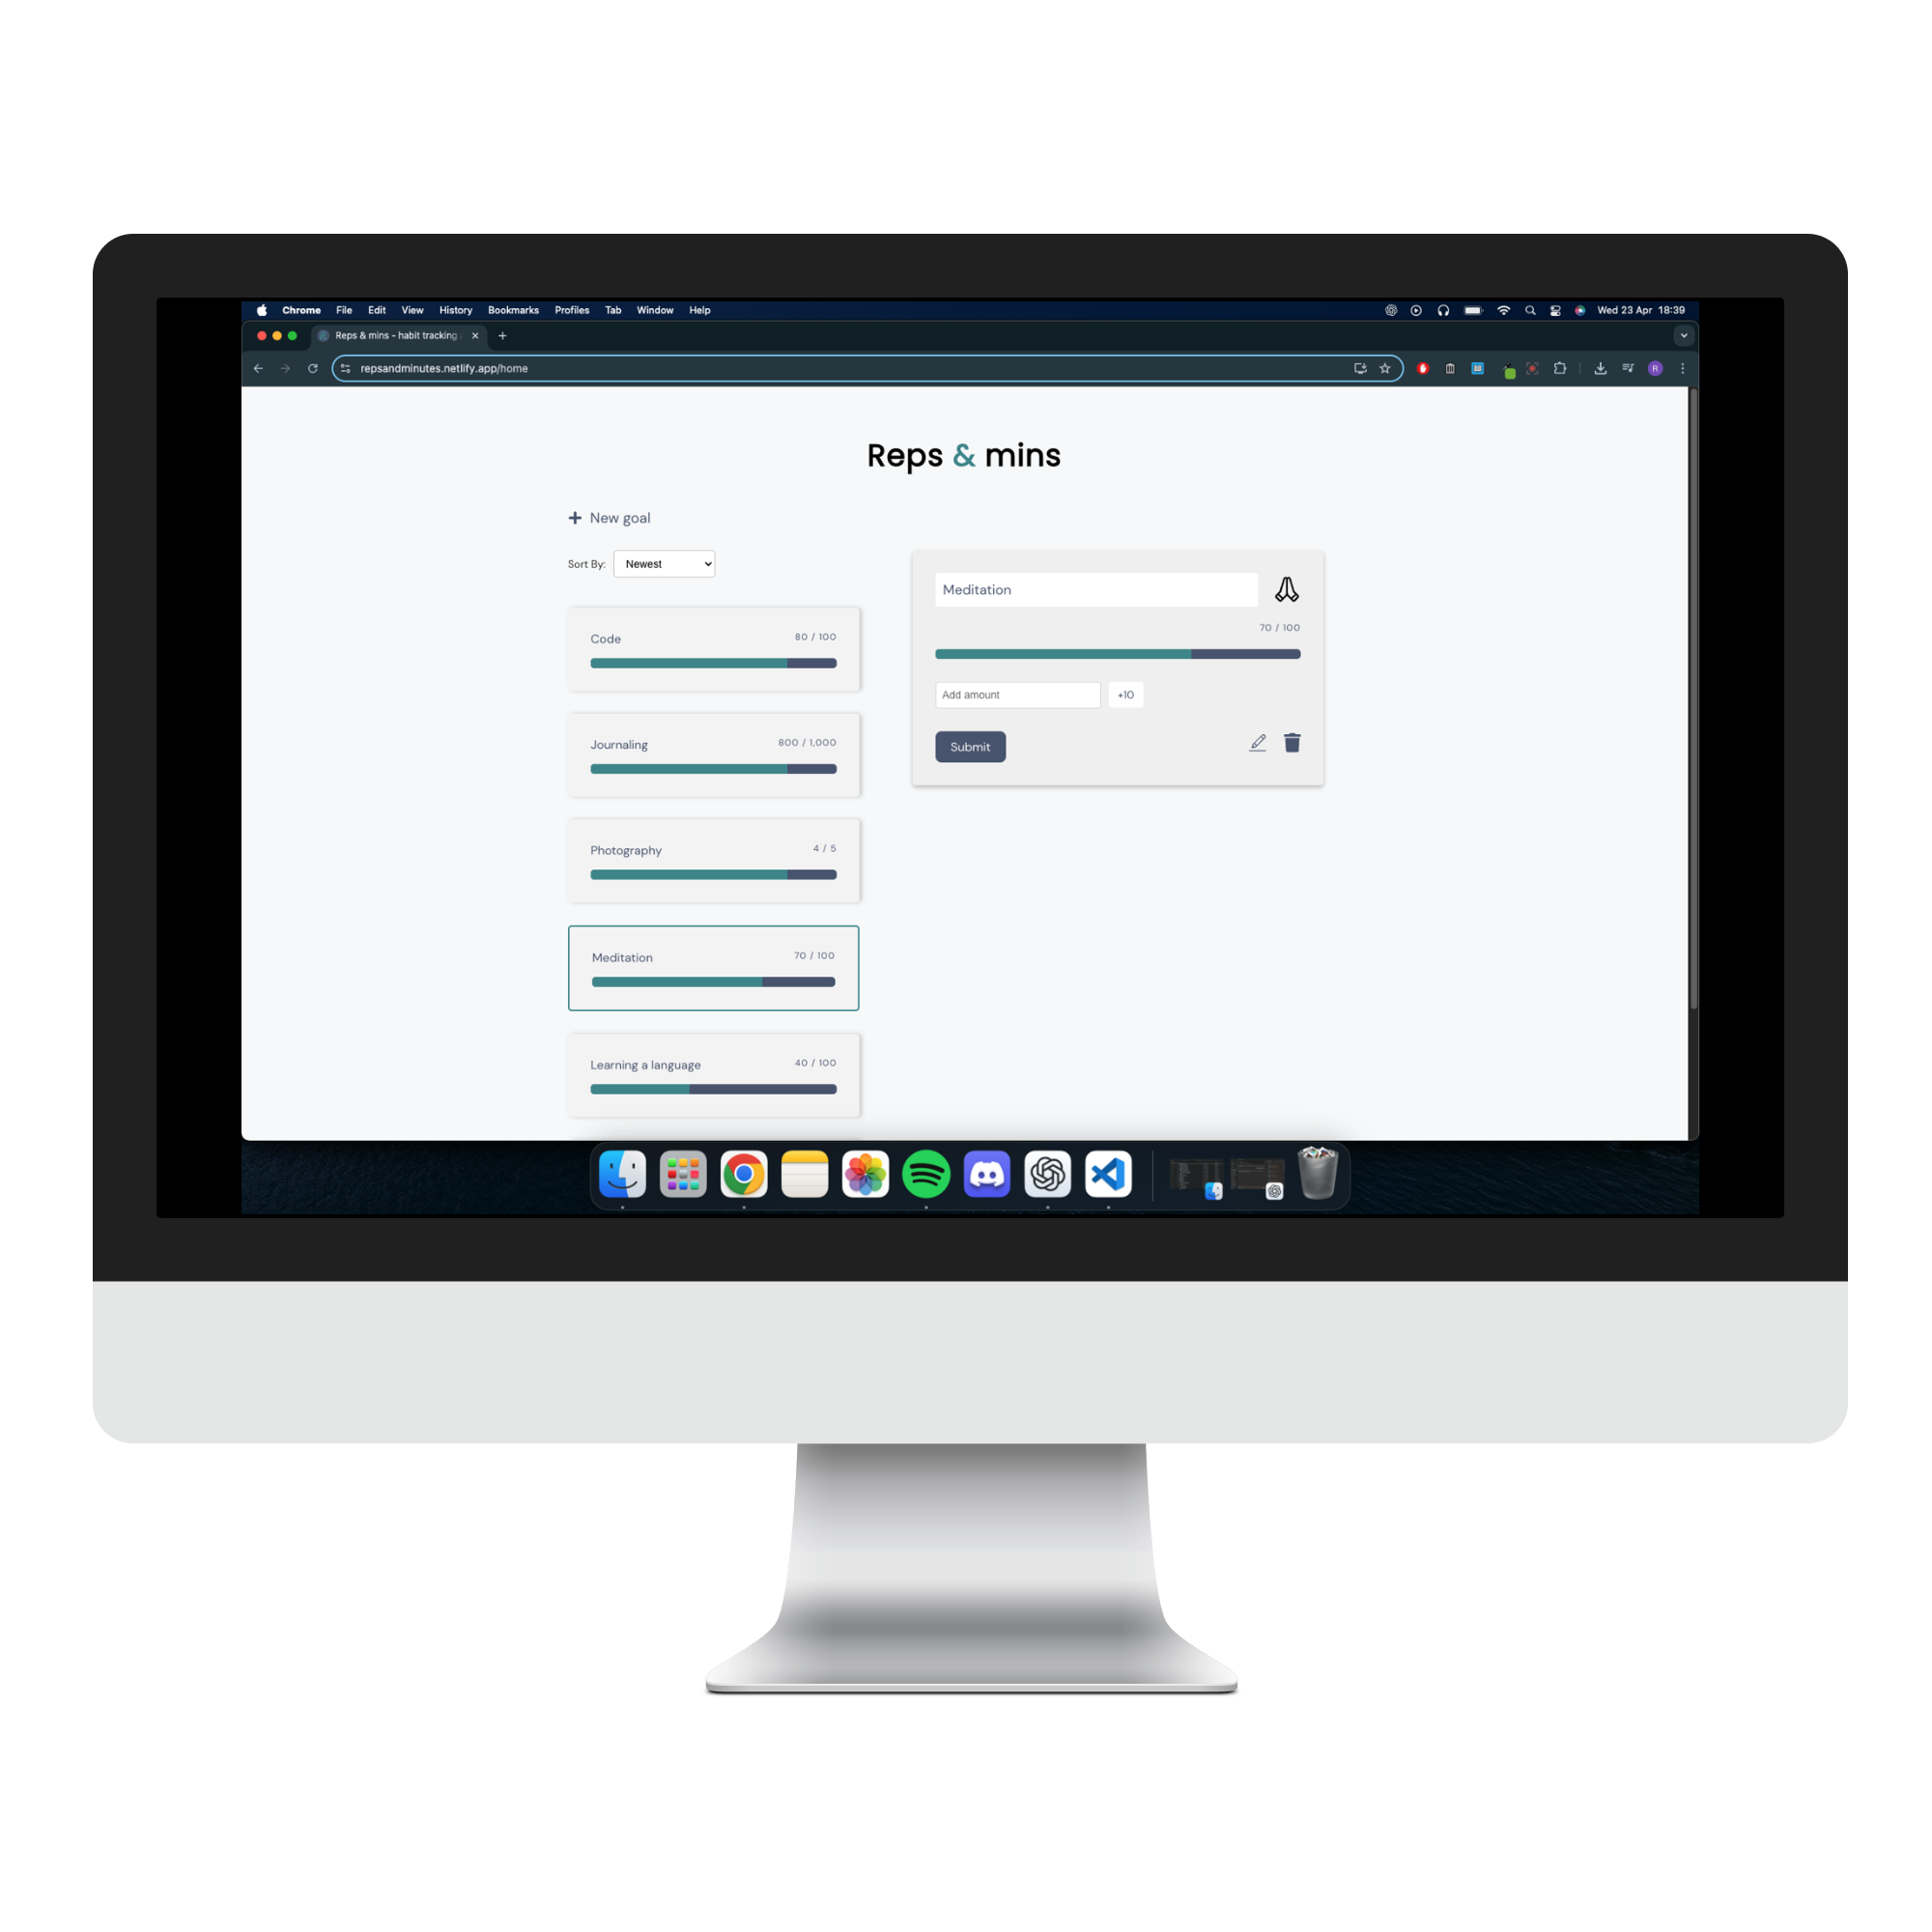 Chrome File Edit View History Bookmarks Profiles Tab Window Help Wed 23 Apr 18:39
Reps & mins - habit tracking
repsandminutes.netlify.app/home
R
Reps & mins
New goal
Sort By: Newest
Code 80 / 100
Journaling 800 / 1,000
Photography 4 / 5
Meditation 70 / 100
Learning a language 40 / 100
Meditation
70 / 100
Add amount +10
Submit